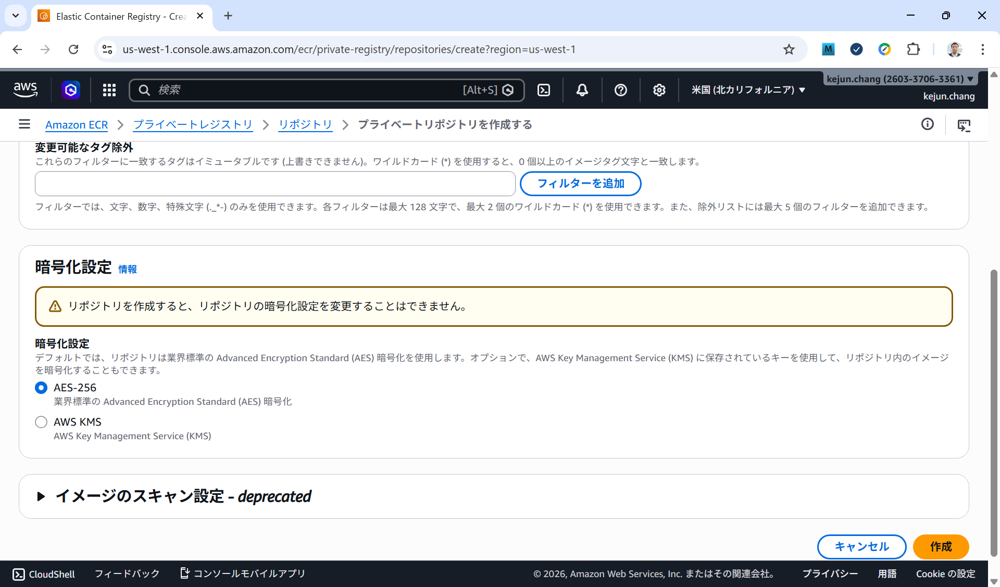 Elastic Container Registry - Crea
us-west-1.console.aws.amazon.com/ecr/private-registry/repositories/create?region=us-west-1
M
aws
検索
[Alt+S]
米国 (北カリフォルニア) ▼
kejun.chang (2603-3706-3361) ▼
kejun.chang
Amazon ECR
プライベートレジストリ
リポジトリ
プライベートリポジトリを作成する
変更可能なタグ除外
これらのフィルターに一致するタグはイミュータブルです (上書きできません)。ワイルドカード (*) を使用すると、0 個以上のイメージタグ文字と一致します。
フィルターを追加
フィルターでは、文字、数字、特殊文字 (._*-) のみを使用できます。各フィルターは最大 128 文字で、最大 2 個のワイルドカード (*) を使用できます。また、除外リストには最大 5 個のフィルターを追加できます。
暗号化設定 情報
リポジトリを作成すると、リポジトリの暗号化設定を変更することはできません。
暗号化設定
デフォルトでは、リポジトリは業界標準の Advanced Encryption Standard (AES) 暗号化を使用します。オプションで、AWS Key Management Service (KMS) に保存されているキーを使用して、リポジトリ内のイメージ
を暗号化することもできます。
AES-256
業界標準の Advanced Encryption Standard (AES) 暗号化
AWS KMS
AWS Key Management Service (KMS)
イメージのスキャン設定 - deprecated
キャンセル
作成
CloudShell
フィードバック
コンソールモバイルアプリ
© 2026, Amazon Web Services, Inc. またはその関連会社。
プライバシー
用語
Cookie の設定